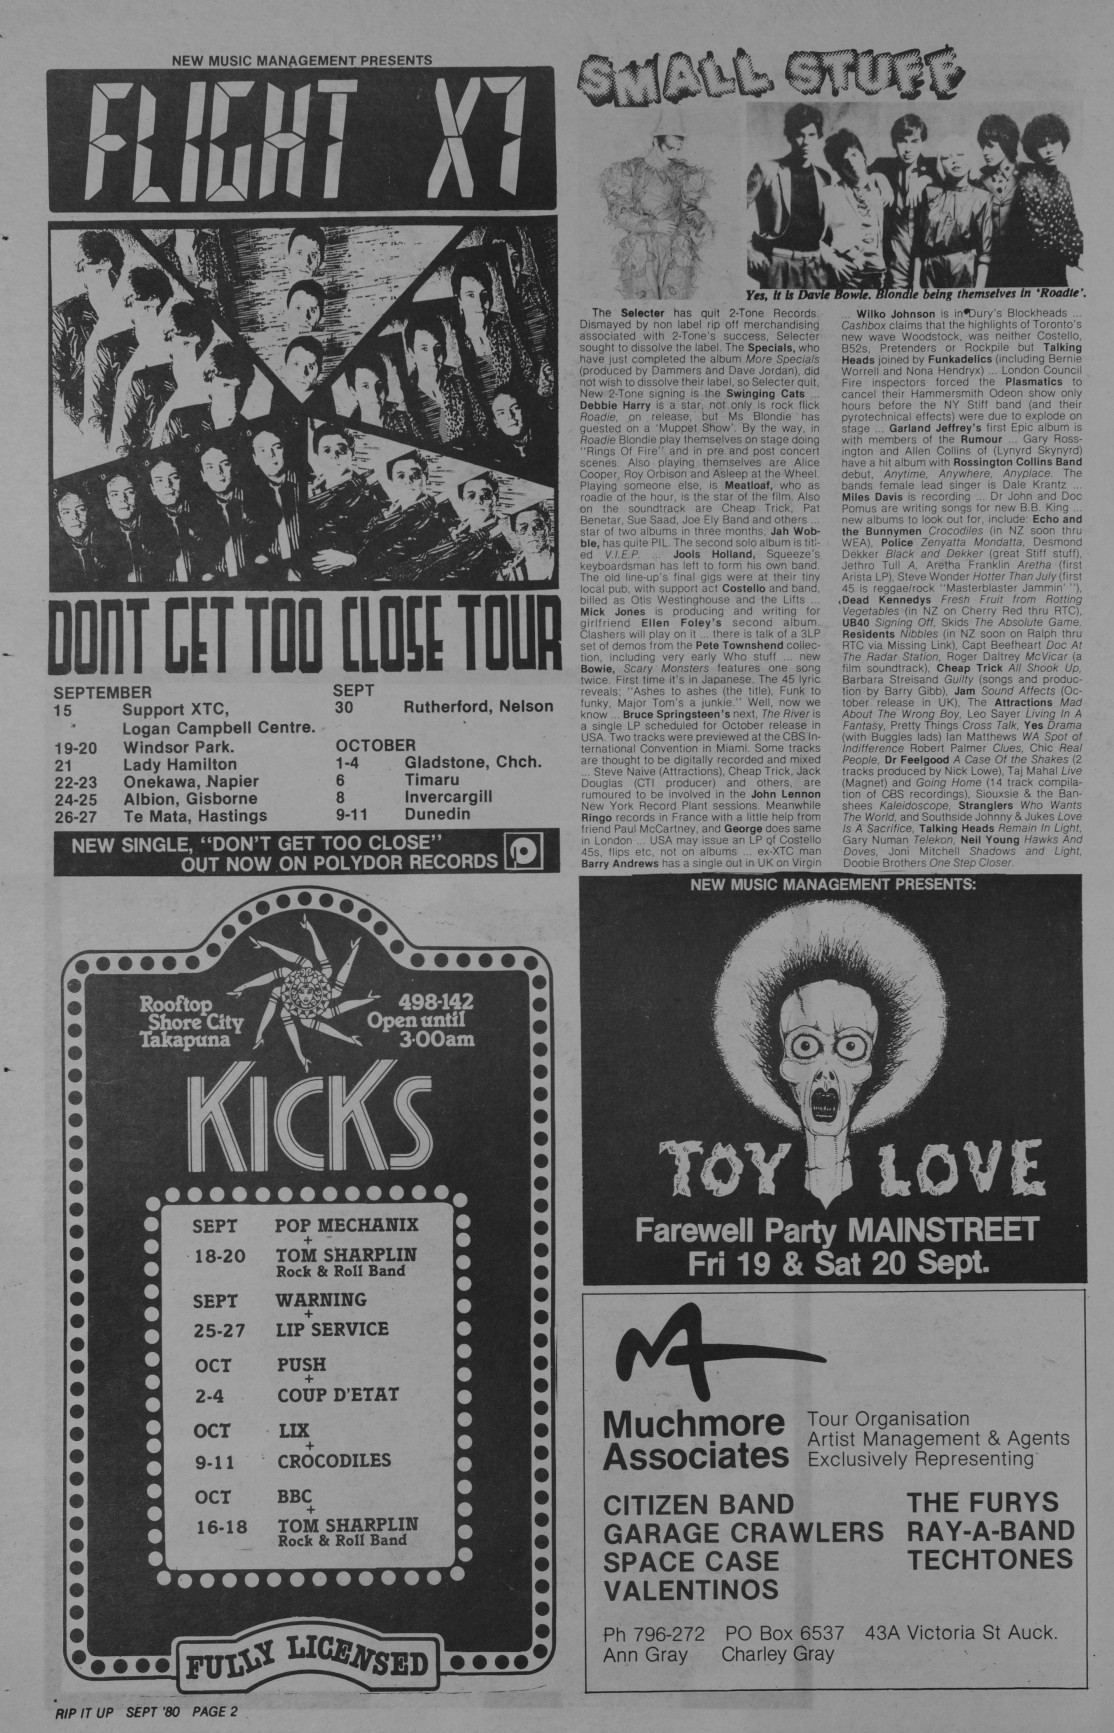 NEW MUSIC MANAGEMENT PRESENTS
FLIGHT X7
DONT GET TOO CLOSE TOUR
SEPTEMBER
15 Support XTC,
Logan Campbell Centre.
19-20 Windsor Park.
21 Lady Hamilton
22-23 Onekawa, Napier
24-25 Albion, Gisborne
26-27 Te Mata, Hastings
SEPT
30 Rutherford, Nelson
OCTOBER
1-4 Gladstone, Chch.
6 Timaru
8 Invercargill
9-11 Dunedin
NEW SINGLE, "DON'T GET TOO CLOSE"
OUT NOW ON POLYDOR RECORDS
Rooftop
Shore City
Takapuna
498-142
Open until
3·00am
KICKS
SEPT POP MECHANIX
+
18-20 TOM SHARPLIN
Rock & Roll Band
SEPT WARNING
+
25-27 LIP SERVICE
OCT PUSH
+
2-4 COUP D'ETAT
OCT LIX
+
9-11 CROCODILES
OCT BBC
+
16-18 TOM SHARPLIN
Rock & Roll Band
FULLY LICENSED
SMALL STUFF
Yes, it is Davie Bowie. Blondie being themselves in 'Roadie'.
The Selecter has quit 2-Tone Records.
Dismayed by non label rip off merchandising
associated with 2-Tone's success, Selecter
sought to dissolve the label. The Specials, who
have just completed the album More Specials
(produced by Dammers and Dave Jordan), did
not wish to dissolve their label, so Selecter quit.
New 2-Tone signing is the Swinging Cats ...
Debbie Harry is a star, not only is rock flick
Roadie, on release, but Ms Blondie has
guested on a 'Muppet Show'. By the way, in
Roadie Blondie play themselves on stage doing
"Rings Of Fire" and in pre and post concert
scenes. Also playing themselves are Alice
Cooper, Roy Orbison and Asleep at the Wheel.
Playing someone else, is Meatloaf, who as
roadie of the hour, is the star of the film. Also
on the soundtrack are Cheap Trick, Pat
Benetar, Sue Saad, Joe Ely Band and others ...
star of two albums in three months, Jah Wob-
ble, has quite PIL. The second solo album is titl-
ed V.I.E.P. ... Jools Holland, Squeeze's
keyboardsman has left to form his own band.
The old line-up's final gigs were at their tiny
local pub, with support act Costello and band,
billed as Otis Westinghouse and the Lifts ...
Mick Jones is producing and writing for
girlfriend Ellen Foley's second album.
Clashers will play on it ... there is talk of a 3LP
set of demos from the Pete Townshend collec-
tion, including very early Who stuff ... new
Bowie, Scary Monsters features one song
twice. First time it's in Japanese. The 45 lyric
reveals: "Ashes to ashes (the title), Funk to
funky, Major Tom's a junkie." Well, now we
know ... Bruce Springsteen's next, The River is
a single LP scheduled for October release in
USA. Two tracks were previewed at the CBS In-
ternational Convention in Miami. Some tracks
are thought to be digitally recorded and mixed
... Steve Naive (Attractions), Cheap Trick, Jack
Douglas (CTI producer) and others, are
rumoured to be involved in the John Lennon
New York Record Plant sessions. Meanwhile
Ringo records in France with a little help from
friend Paul McCartney, and George does same
in London ... USA may issue an LP of Costello
45s, flips etc, not on albums ... ex-XTC man
Barry Andrews has a single out in UK on Virgin
... Wilko Johnson is in Dury's Blockheads ...
Cashbox claims that the highlights of Toronto's
new wave Woodstock, was neither Costello,
B52s, Pretenders or Rockpile but Talking
Heads joined by Funkadelics (including Bernie
Worrell and Nona Hendryx) ... London Council
Fire inspectors forced the Plasmatics to
cancel their Hammersmith Odeon show only
hours before the NY Stiff band (and their
pyrotechnical effects) were due to explode on
stage ... Garland Jeffrey's first Epic album is
with members of the Rumour ... Gary Ross-
ington and Allen Collins of (Lynyrd Skynyrd)
have a hit album with Rossington Collins Band
debut, Anytime, Anywhere, Anyplace. The
bands female lead singer is Dale Krantz ...
Miles Davis is recording ... Dr John and Doc
Pomus are writing songs for new B.B. King ...
new albums to look out for, include: Echo and
the Bunnymen Crocodiles (in NZ soon thru
WEA), Police Zenyatta Mondatta, Desmond
Dekker Black and Dekker (great Stiff stuff),
Jethro Tull A, Aretha Franklin Aretha (first
Arista LP), Steve Wonder Hotter Than July (first
45 is reggae/rock "Masterblaster Jammin' "),
Dead Kennedys Fresh Fruit from Rotting
Vegetables (in NZ on Cherry Red thru RTC),
UB40 Signing Off, Skids The Absolute Game,
Residents Nibbles (in NZ soon on Ralph thru
RTC via Missing Link), Capt Beefheart Doc At
The Radar Station, Roger Daltrey McVicar (a
film soundtrack), Cheap Trick All Shook Up,
Barbara Streisand Guilty (songs and produc-
tion by Barry Gibb), Jam Sound Affects (Oc-
tober release in UK), The Attractions Mad
About The Wrong Boy, Leo Sayer Living In A
Fantasy, Pretty Things Cross Talk, Yes Drama
(with Buggles lads) Ian Matthews WA Spot of
Indifference Robert Palmer Clues, Chic Real
People, Dr Feelgood A Case Of the Shakes (2
tracks produced by Nick Lowe), Taj Mahal Live
(Magnet) and Going Home (14 track compila-
tion of CBS recordings), Siouxsie & the Ban-
shees Kaleidoscope, Stranglers Who Wants
The World, and Southside Johnny & Jukes Love
Is A Sacrifice, Talking Heads Remain In Light,
Gary Numan Telekon, Neil Young Hawks And
Doves, Joni Mitchell Shadows and Light,
Doobie Brothers One Step Closer.
NEW MUSIC MANAGEMENT PRESENTS:
TOY LOVE
Farewell Party MAINSTREET
Fri 19 & Sat 20 Sept.
Muchmore
Associates
Tour Organisation
Artist Management & Agents
Exclusively Representing
CITIZEN BAND
GARAGE CRAWLERS
SPACE CASE
VALENTINOS
THE FURYS
RAY-A-BAND
TECHTONES
Ph 796-272 PO Box 6537 43A Victoria St Auck.
Ann Gray Charley Gray
RIP IT UP SEPT '80 PAGE 2